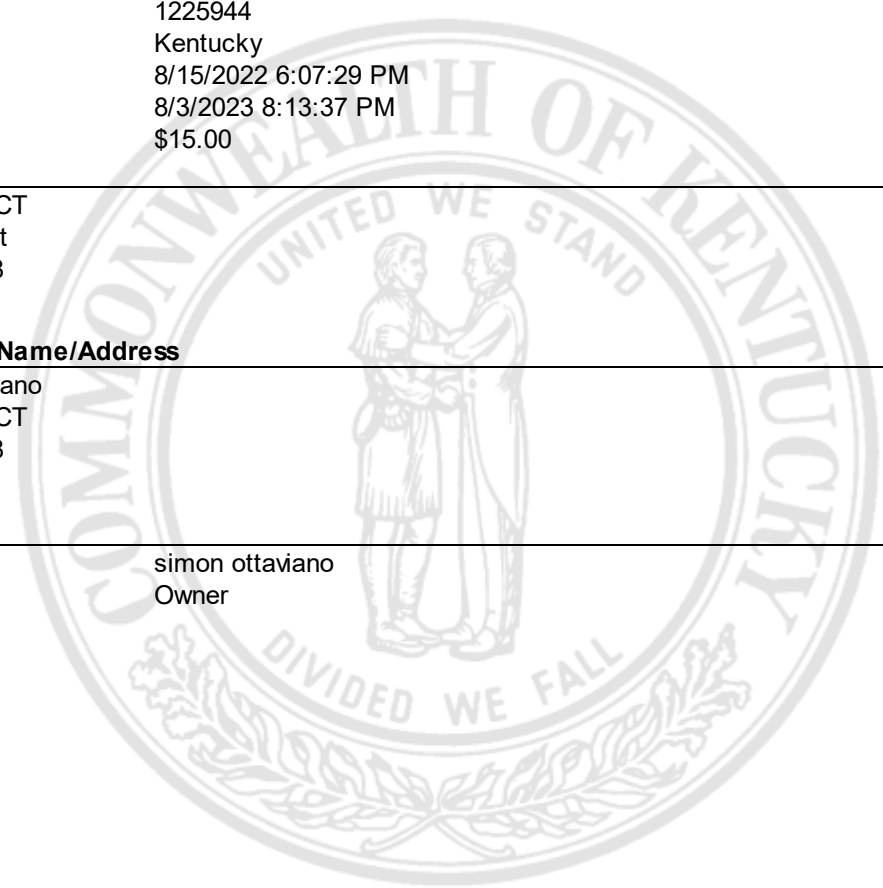 1225944
Kentucky
8/15/2022 6:07:29 PM
8/3/2023 8:13:37 PM
$15.00
CT
t
3
Name/Address
ano
CT
3
simon ottaviano
Owner
COMMONWEALTH OF KENTUCKY
UNITED WE STAND
DIVIDED WE FALL